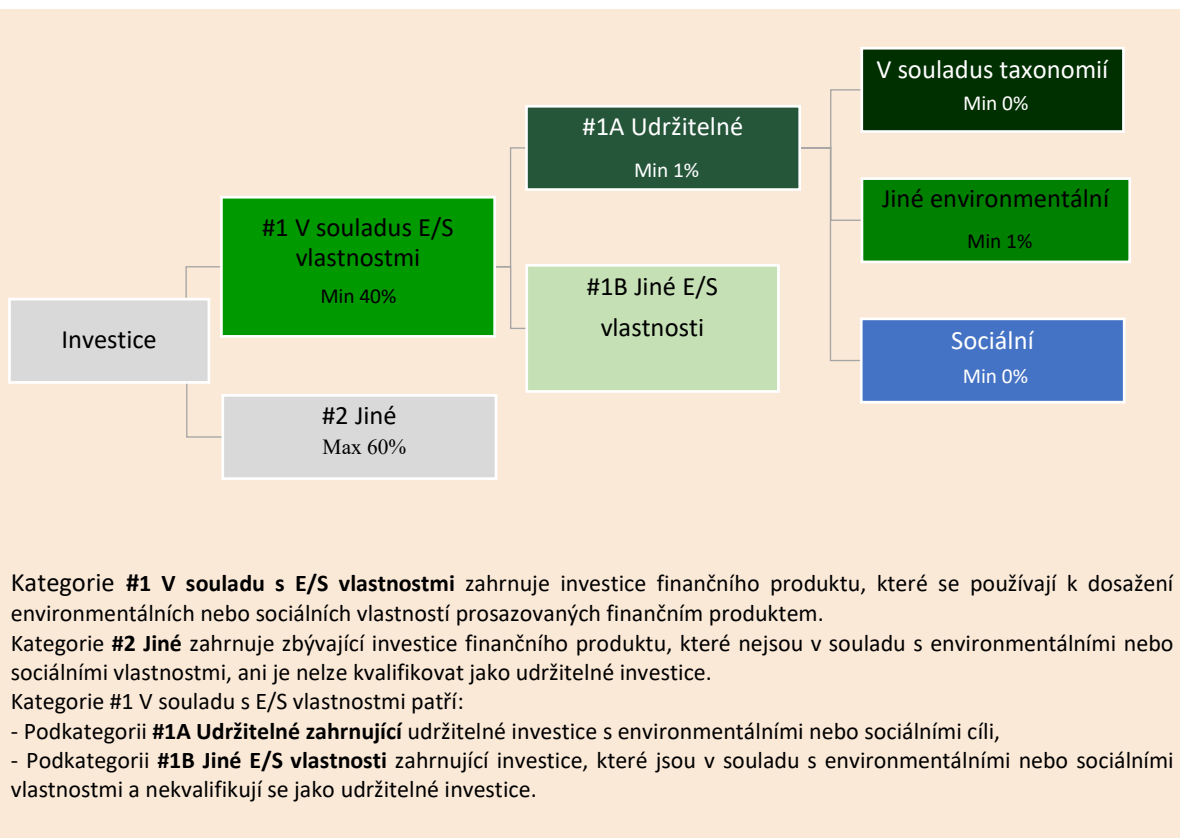 V souladus taxonomií
Min 0%
#1A Udržitelné
Min 1%
Jiné environmentální
Min 1%
#1 V souladus E/S
vlastnostmi
Min 40%
#1B Jiné E/S
vlastnosti
Investice
Sociální
Min 0%
#2 Jiné
Max 60%
Kategorie #1 V souladu s E/S vlastnostmi zahrnuje investice finančního produktu, které se používají k dosažení
environmentálních nebo sociálních vlastností prosazovaných finančním produktem.
Kategorie #2 Jiné zahrnuje zbývající investice finančního produktu, které nejsou v souladu s environmentálními nebo
sociálními vlastnostmi, ani je nelze kvalifikovat jako udržitelné investice.
Kategorie #1 V souladu s E/S vlastnostmi patří:
- Podkategorii #1A Udržitelné zahrnující udržitelné investice s environmentálními nebo sociálními cíli,
- Podkategorii #1B Jiné E/S vlastnosti zahrnující investice, které jsou v souladu s environmentálními nebo sociálními
vlastnostmi a nekvalifikují se jako udržitelné investice.